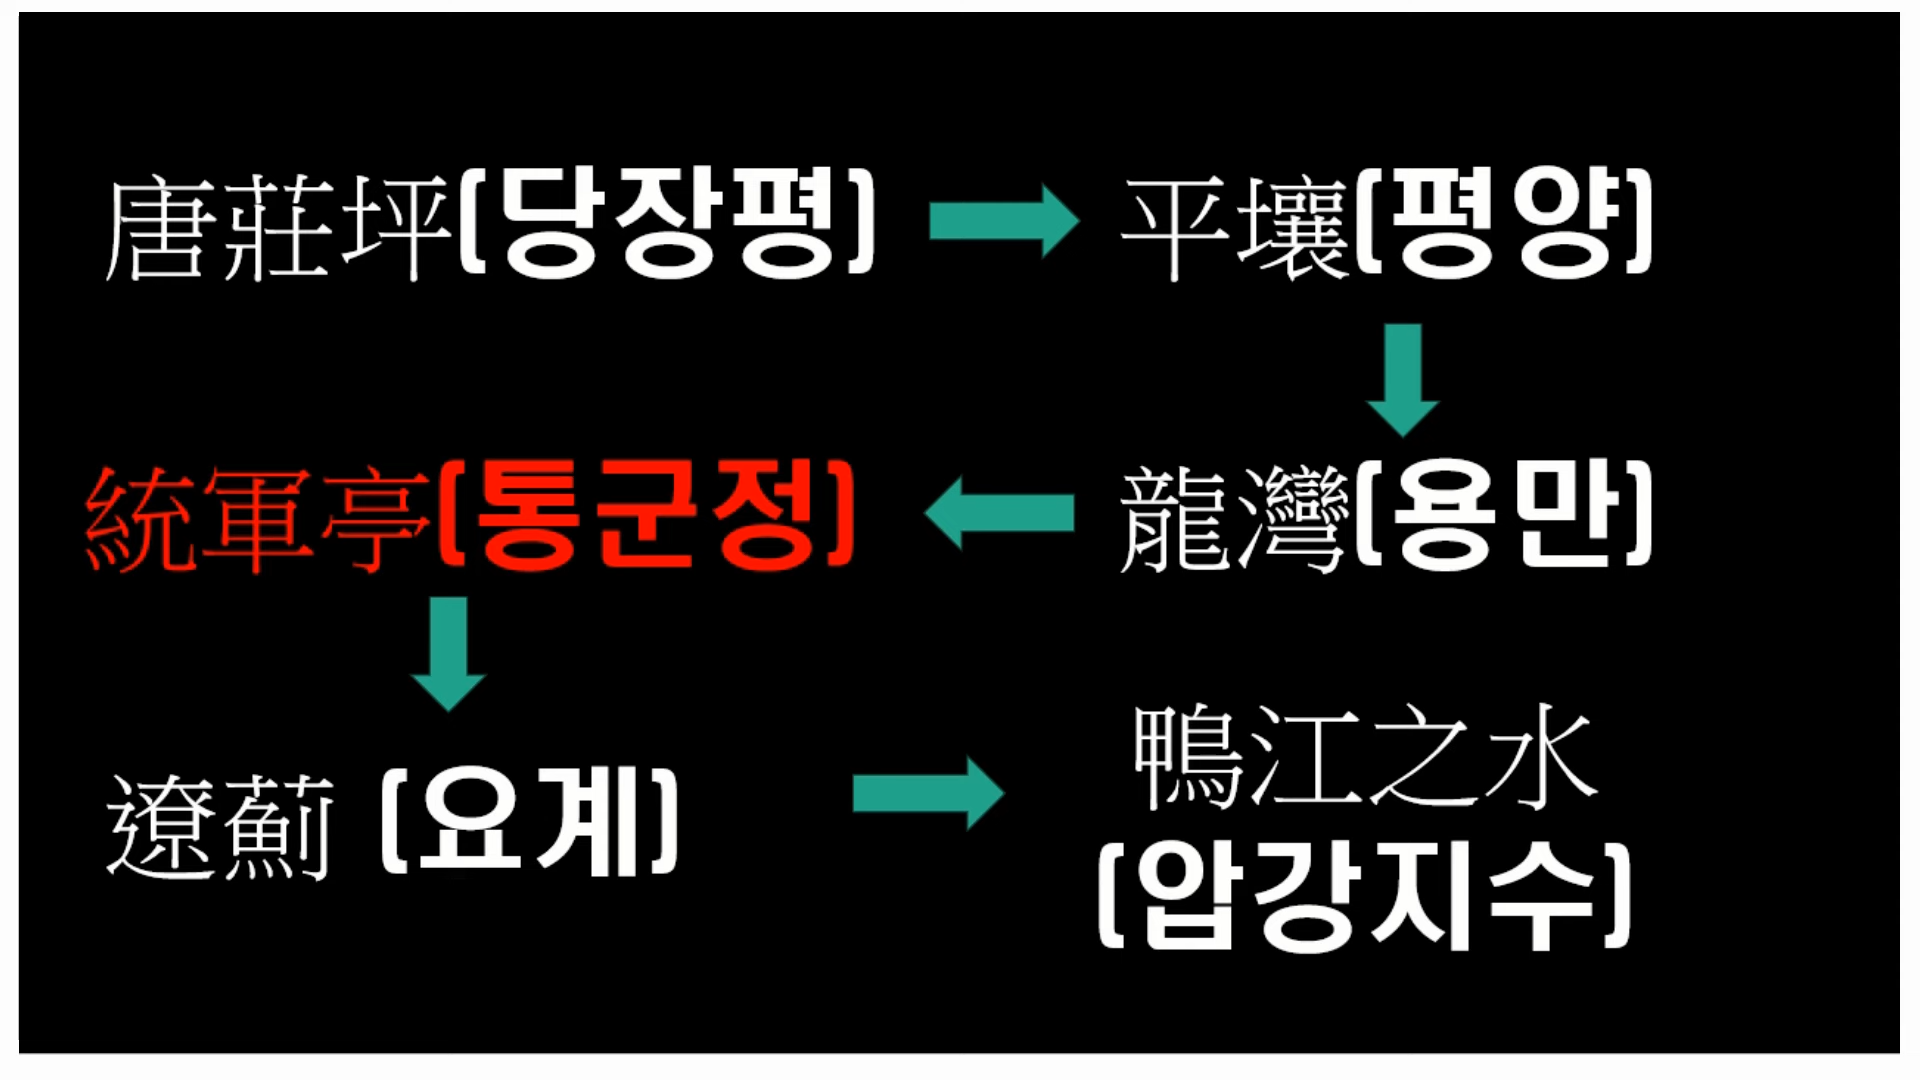 唐莊坪(당장평)
平壤(평양)
統軍亭(통군정)
龍灣(용만)
遼薊 (요계)
鴨江之水
(압강지수)